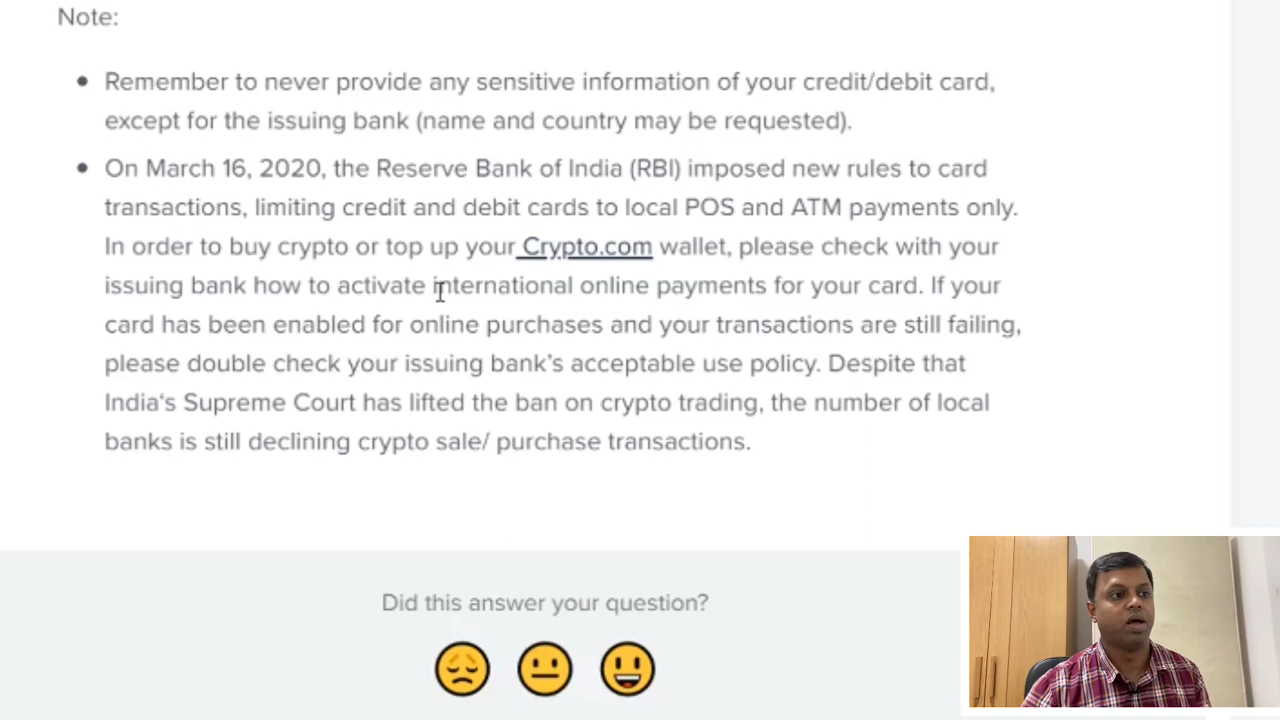 Note:
Remember to never provide any sensitive information of your credit/debit card,
except for the issuing bank (name and country may be requested).
On March 16, 2020, the Reserve Bank of India (RBI) imposed new rules to card
transactions, limiting credit and debit cards to local POS and ATM payments only.
In order to buy crypto or top up your Crypto.com wallet, please check with your
issuing bank how to activate international online payments for your card. If your
card has been enabled for online purchases and your transactions are still failing,
please double check your issuing bank’s acceptable use policy. Despite that
India‘s Supreme Court has lifted the ban on crypto trading, the number of local
banks is still declining crypto sale/ purchase transactions.
Did this answer your question?